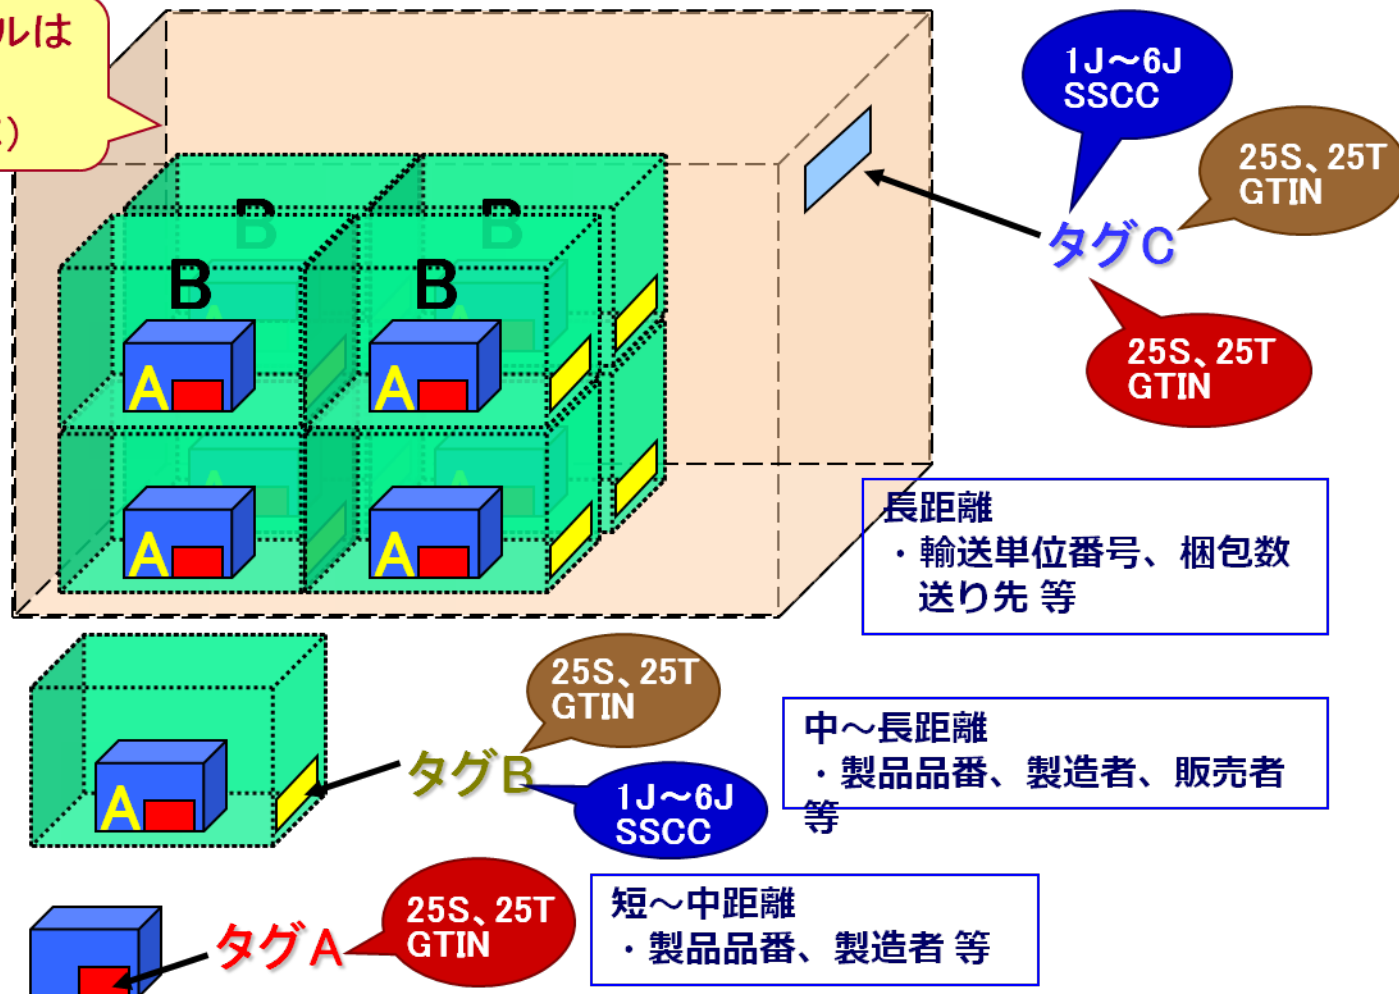 ルは
)
1J～6J
SSCC
25S、25T
GTIN
タグC
25S、25T
GTIN
B
B
B
B
A
A
A
A
長距離
・輸送単位番号、梱包数
送り先 等
25S、25T
GTIN
タグB
1J～6J
SSCC
A
中～長距離
・製品品番、製造者、販売者
等
25S、25T
GTIN
タグA
短～中距離
・製品品番、製造者 等